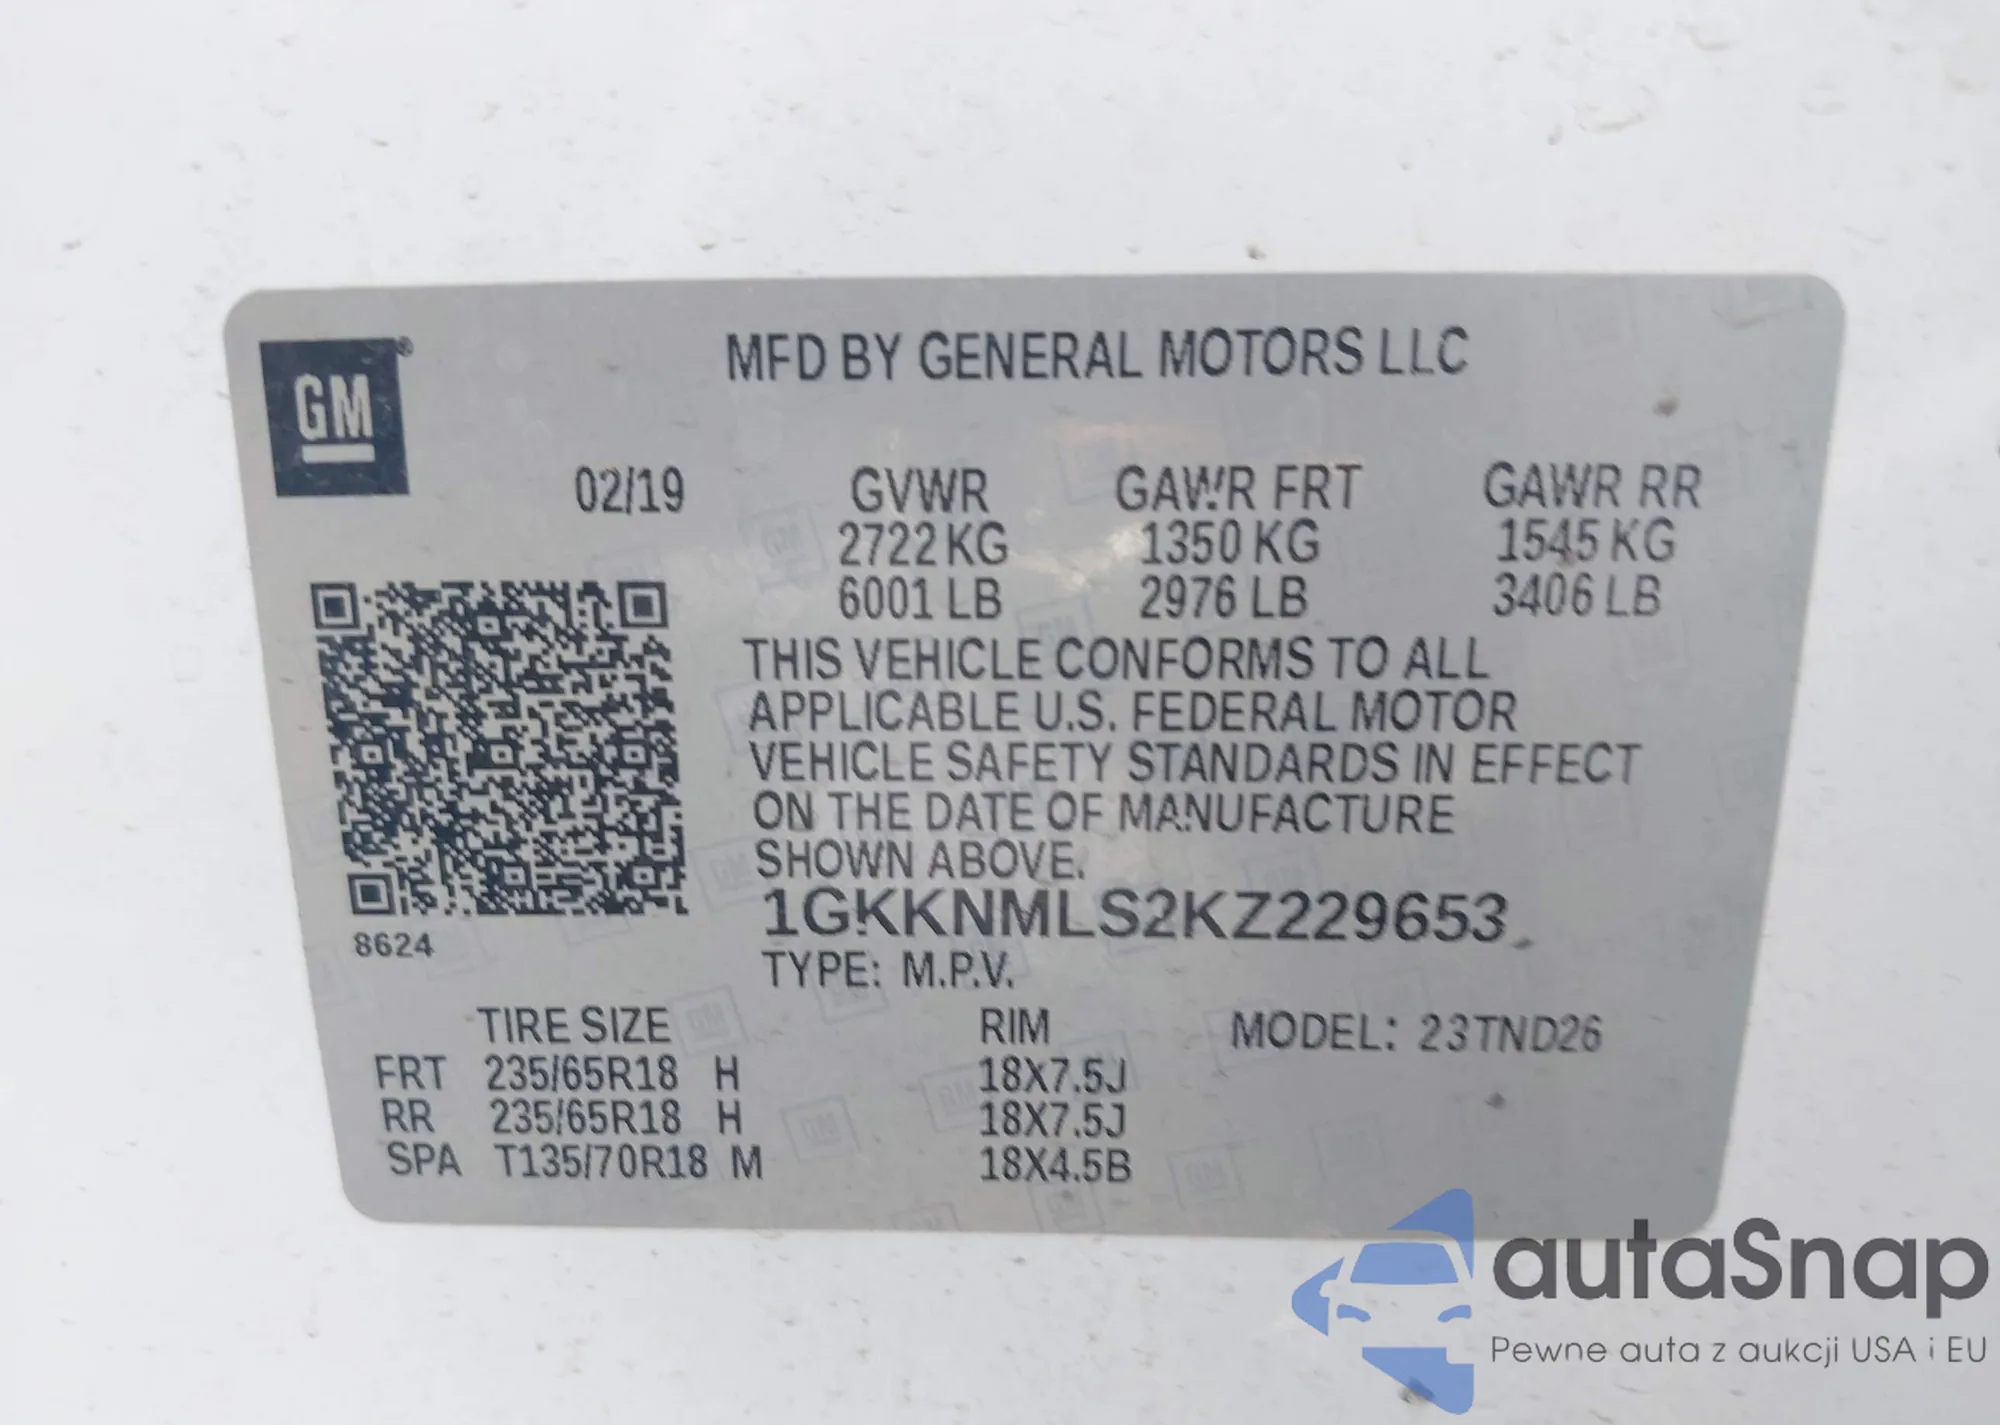 MFD BY GENERAL MOTORS LLC
GM®
02/19 GVWR GAWR FRT GAWR RR
2722 KG 1350 KG 1545 KG
6001 LB 2976 LB 3406 LB
THIS VEHICLE CONFORMS TO ALL
APPLICABLE U.S. FEDERAL MOTOR
VEHICLE SAFETY STANDARDS IN EFFECT
ON THE DATE OF MANUFACTURE
SHOWN ABOVE.
1GKKNMLS2KZ229653
8624
TYPE: M.P.V.
TIRE SIZE RIM MODEL: 23TND26
FRT 235/65R18 H 18X7.5J
RR 235/65R18 H 18X7.5J
SPA T135/70R18 M 18X4.5B
autaSnap
Pewne auta z aukcji USA i EU